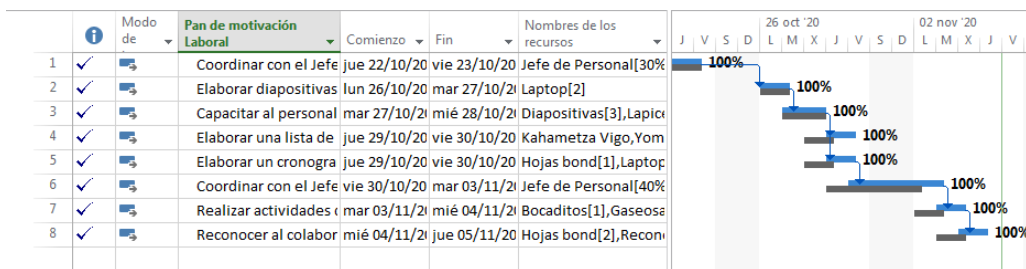 Modo de
Pan de motivación Laboral
Comienzo
Fin
Nombres de los recursos
26 oct '20
02 nov '20
J V S D L M X J V S D L M X J V
1 Coordinar con el Jefe jue 22/10/20 vie 23/10/20 Jefe de Personal[30%
100%
2 Elaborar diapositivas lun 26/10/20 mar 27/10/20 Laptop[2]
100%
3 Capacitar al personal mar 27/10/20 mié 28/10/20 Diapositivas[3],Lapice
100%
4 Elaborar una lista de jue 29/10/20 vie 30/10/20 Kahametza Vigo,Yom
100%
5 Elaborar un cronogra jue 29/10/20 vie 30/10/20 Hojas bond[1],Laptop
100%
6 Coordinar con el Jefe vie 30/10/20 mar 03/11/2 Jefe de Personal[40%
100%
7 Realizar actividades mar 03/11/2 mié 04/11/2 Bocaditos[1],Gaseosa
100%
8 Reconocer al colabor mié 04/11/2 jue 05/11/2 Hojas bond[2],Recon
100%